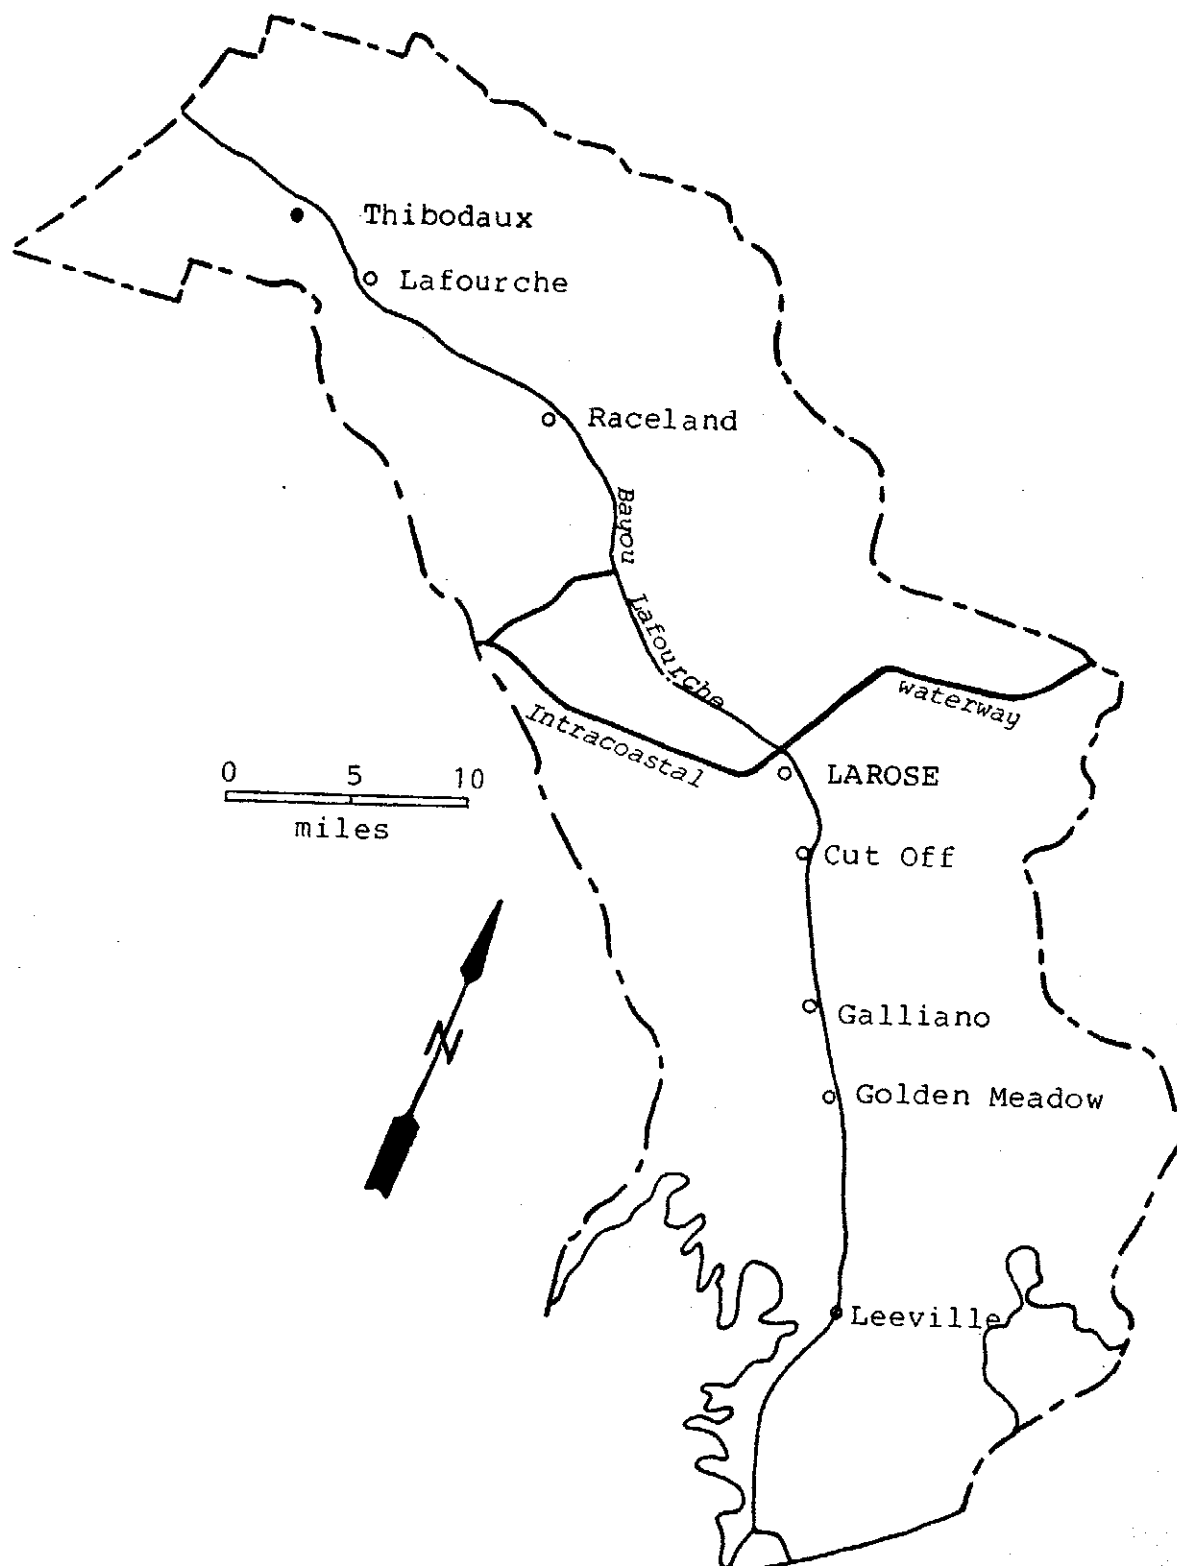 Thibodaux
Lafourche
Raceland
Bayou
Lafourche
waterway
Intracoastal
0 5 10
miles
LAROSE
Cut Off
N
Galliano
Golden Meadow
Leeville